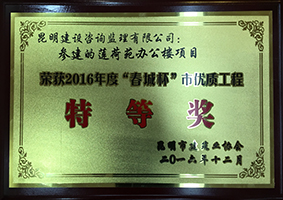 昆明建设咨询监理有限公司：
参建的莲荷苑办公楼项目
荣获2016年度“春城杯”市优质工程
特等奖
昆明市建筑业协会
二〇一六年十二月